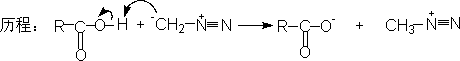 历程： R-C-O-H + ⁻CH₂-N⁺≡N → R-C-O⁻ + CH₃-N⁺≡N
O O